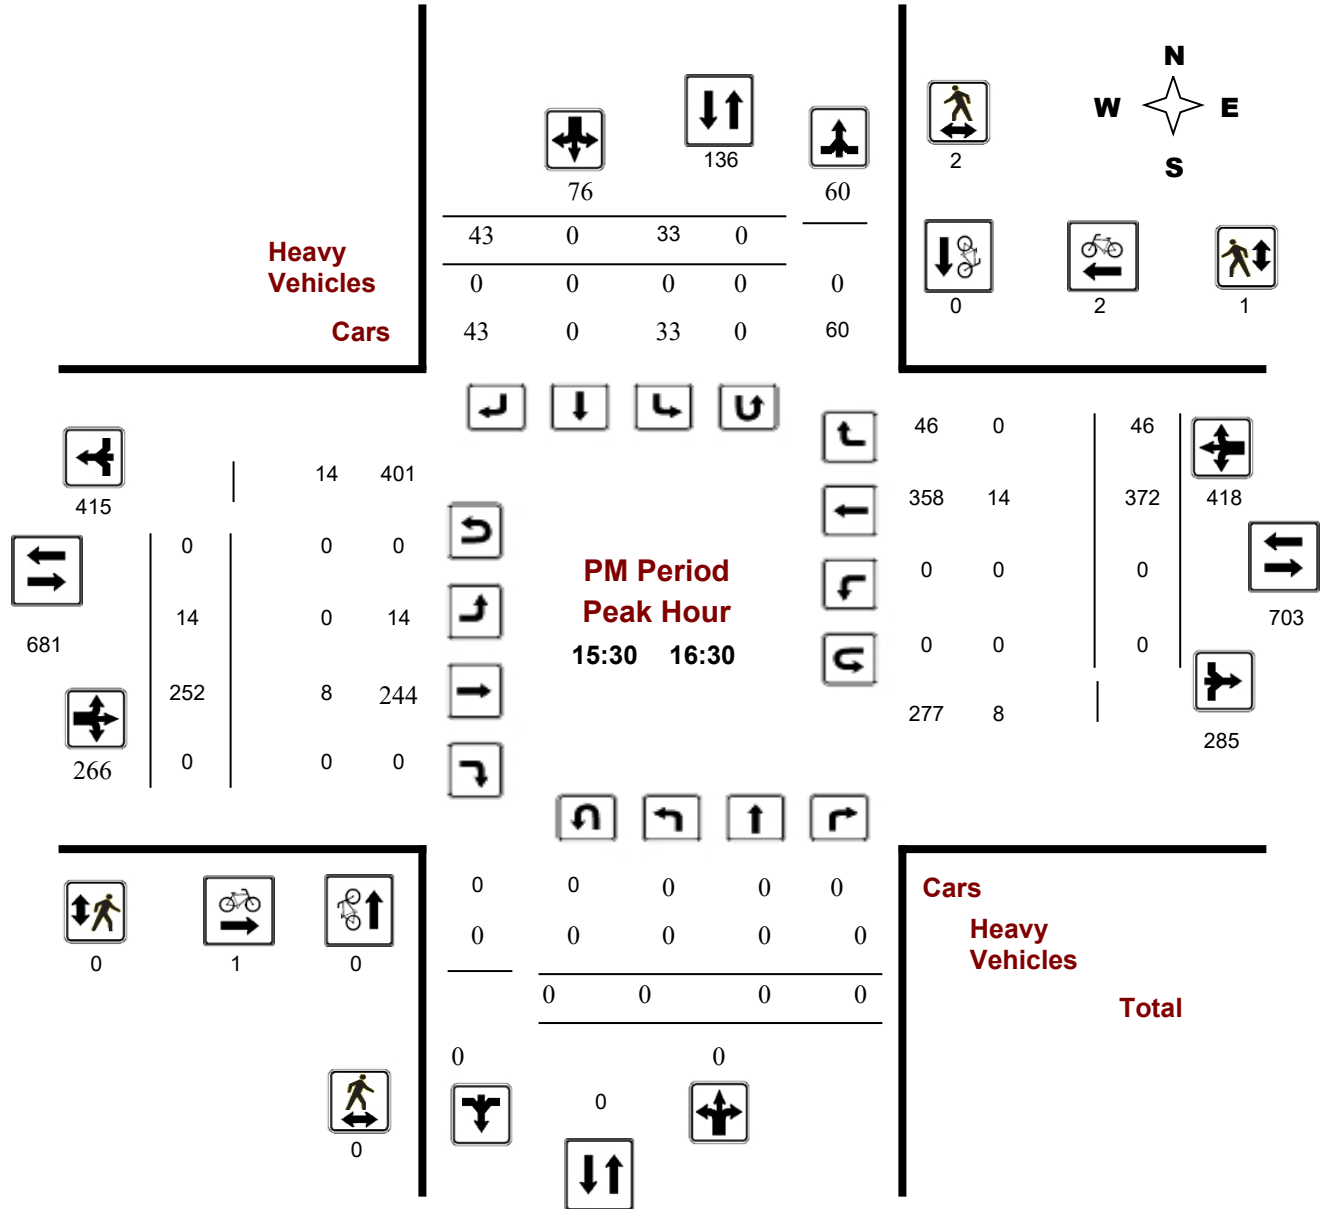 N
W E
S
136
2
76 60
43 0 33 0
Heavy
Vehicles
0 0 0 0 0
0 2 1
Cars
43 0 33 0 60
46 0 46
14 401
415
358 14 372 418
0 0 0
PM Period
0 0 0
14 0 14
Peak Hour
703
681
15:30 16:30
0 0 0
252 8 244
277 8
285
266
0 0 0
0 0 0 0 0
Cars
0 0 0 0 0
Heavy
Vehicles
0 1 0
0 0 0 0
Total
0 0
0
0